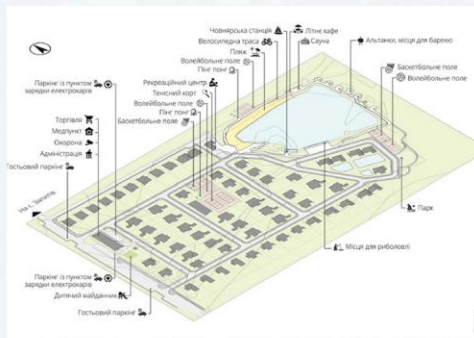 Човнярська станція
Літнє кафе
Велосипедна траса
Сауна
Альтанки, місця для барекю
Пляж
Волейбольне поле
Пінг понг
Баскетбольне поле
Волейбольне поле
Паркінг із пунктом
зарядки електрокарів
Рекреаційний центр
Тенісний корт
Волейбольне поле
Пінг понг
Баскетбольне поле
Торгівля
Медпункт
Охорона
Адміністрація
Гостьовий паркінг
На с. Запитів
Парк
Місця для риболовлі
Паркінг із пунктом
зарядки електрокарів
Дитячий майданчик
Гостьовий паркінг